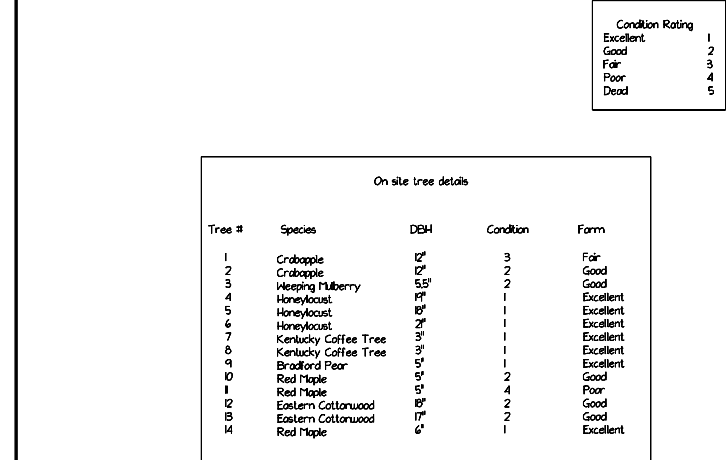 Condition Rating
Excellent 1
Good 2
Fair 3
Poor 4
Dead 5
On site tree details
Tree # Species DBH Condition Form
1 Crabapple 12" 3 Fair
2 Crabapple 12" 2 Good
3 Weeping Mulberry 5,5" 2 Good
4 Honeylocust 19" 1 Excellent
5 Honeylocust 18" 1 Excellent
6 Honeylocust 21" 1 Excellent
7 Kentucky Coffee Tree 3" 1 Excellent
8 Kentucky Coffee Tree 3" 1 Excellent
9 Bradford Pear 5" 1 Excellent
10 Red Maple 5" 2 Good
11 Red Maple 5" 4 Poor
12 Eastern Cottonwood 18" 2 Good
13 Eastern Cottonwood 17" 2 Good
14 Red Maple 6" 1 Excellent